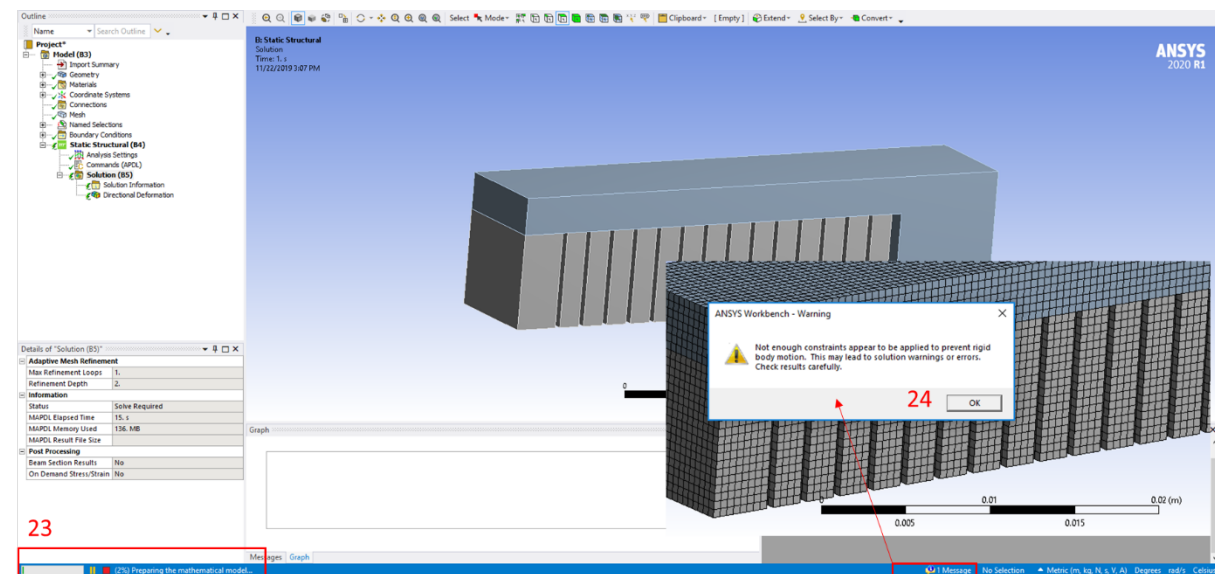 Outline
Name
Search Outline
Project*
Model (B3)
Import Summary
Geometry
Materials
Coordinate Systems
Connections
Mesh
Named Selections
Boundary Conditions
Static Structural (B4)
Analysis Settings
Commands (APDL)
Solution (B5)
Solution Information
Directional Deformation
Select Mode Clipboard [Empty] Extend Select By Convert
B: Static Structural
Solution
Time: 1. s
11/22/2019 3:07 PM
ANSYS
2020 R1
Details of "Solution (B5)"
Adaptive Mesh Refinement
Max Refinement Loops 1.
Refinement Depth 2.
Information
Status Solve Required
MAPDL Elapsed Time 15. s
MAPDL Memory Used 136. MB
MAPDL Result File Size
Post Processing
Beam Section Results No
On Demand Stress/Strain No
23
(2%) Preparing the mathematical model...
Graph
Messages Graph
0
ANSYS Workbench - Warning
Not enough constraints appear to be applied to prevent rigid
body motion. This may lead to solution warnings or errors.
Check results carefully.
24
OK
0 0.01 0.02 (m)
0.005 0.015
1 Message No Selection Metric (m, kg, N, s, V, A) Degrees rad/s Celsius